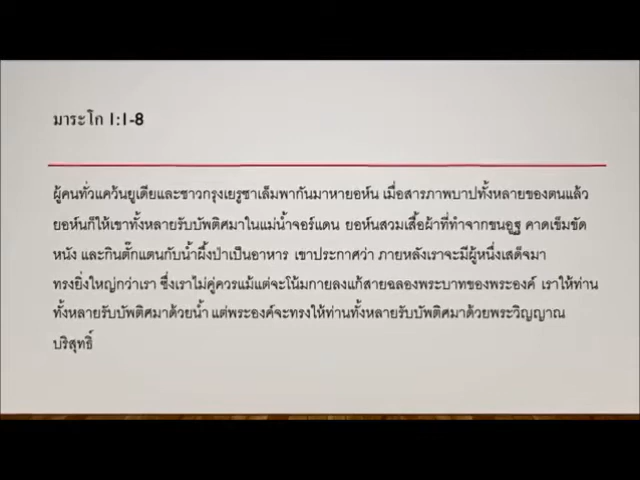 มาระโก 1:1-8
ผู้คนทั่วแคว้นยูเดียและชาวกรุงเยรูซาเล็มพากันมาหายอห์น เมื่อสารภาพบาปทั้งหลายของตนแล้ว
ยอห์นก็ให้เขาทั้งหลายรับบัพติศมาในแม่น้ำจอร์แดน ยอห์นสวมเสื้อผ้าที่ทำจากขนอูฐ คาดเข็มขัด
หนัง และกินตั๊กแตนกับน้ำผึ้งป่าเป็นอาหาร เขาประกาศว่า ภายหลังเราจะมีผู้หนึ่งเสด็จมา
ทรงยิ่งใหญ่กว่าเรา ซึ่งเราไม่คู่ควรแม้แต่จะโน้มกายลงแก้สายฉลองพระบาทของพระองค์ เราให้ท่าน
ทั้งหลายรับบัพติศมาด้วยน้ำ แต่พระองค์จะทรงให้ท่านทั้งหลายรับบัพติศมาด้วยพระวิญญาณ
บริสุทธิ์